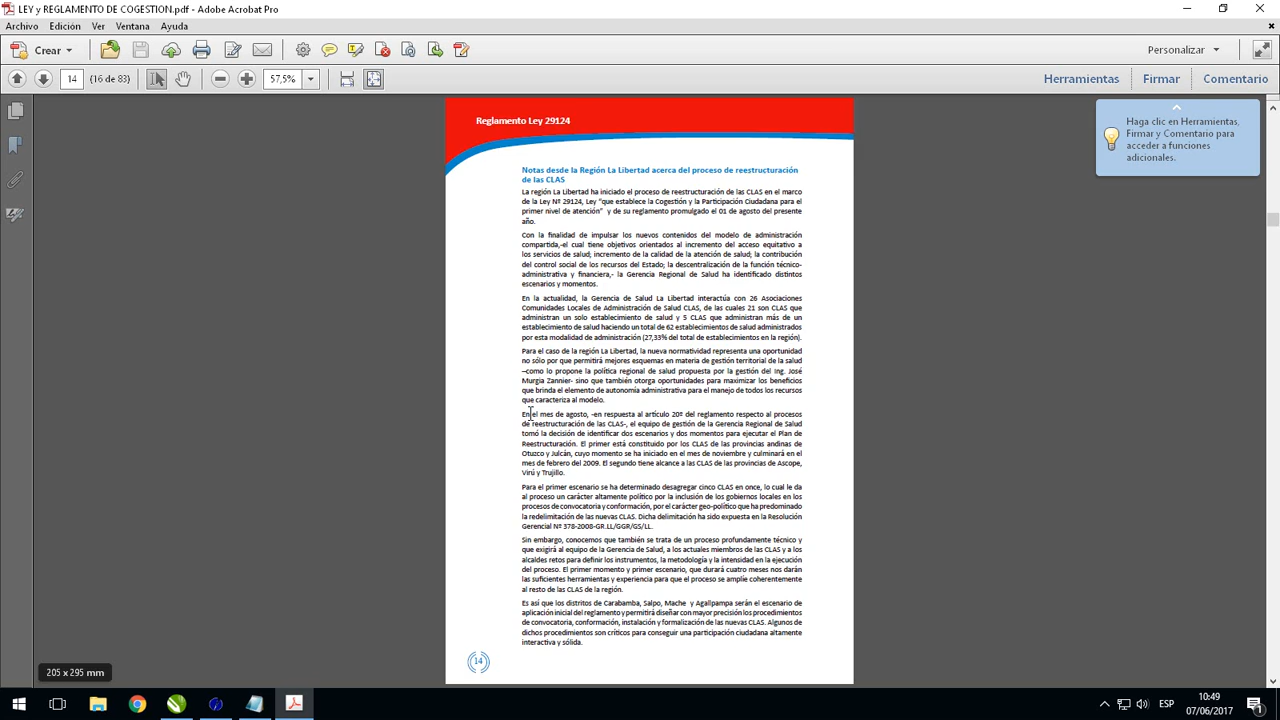 LEY y REGLAMENTO DE COGESTION.pdf - Adobe Acrobat Pro
Archivo Edición Ver Ventana Ayuda
Crear
Personalizar
14 (16 de 83) 57,5% Herramientas Firmar Comentario
Haga clic en Herramientas,
Firmar y Comentario para
acceder a funciones
adicionales.
Reglamento Ley 29124
Notas desde la Región La Libertad acerca del proceso de reestructuración
de las CLAS
La región La Libertad ha iniciado el proceso de reestructuración de las CLAS en el marco
de la Ley Nº 29124, Ley "que establece la Cogestión y la Participación Ciudadana para el
primer nivel de atención" y de su reglamento promulgado el 01 de agosto del presente
año.
Con la finalidad de impulsar los nuevos contenidos del modelo de administración
compartida,-el cual tiene objetivos orientados al incremento del acceso equitativo a
los servicios de salud; incremento de la calidad de la atención de salud; la contribución
del control social de los recursos del Estado; la descentralización de la función técnico-
administrativa y financiera,- la Gerencia Regional de Salud ha identificado distintos
escenarios y momentos.
En la actualidad, la Gerencia de Salud La Libertad interactúa con 26 Asociaciones
Comunidades Locales de Administración de Salud CLAS, de las cuales 21 son CLAS que
administran un solo establecimiento de salud y 5 CLAS que administran más de un
establecimiento de salud haciendo un total de 62 establecimientos de salud administrados
por esta modalidad de administración (27,33% del total de establecimientos en la región).
Para el caso de la región La Libertad, la nueva normatividad representa una oportunidad
no sólo por que permitirá mejores esquemas en materia de gestión territorial de la salud
–como lo propone la política regional de salud propuesta por la gestión del Ing. José
Murgia Zannier- sino que también otorga oportunidades para maximizar los beneficios
que brinda el elemento de autonomía administrativa para el manejo de todos los recursos
que caracteriza al modelo.
En el mes de agosto, -en respuesta al artículo 20º del reglamento respecto al procesos
de reestructuración de las CLAS-, el equipo de gestión de la Gerencia Regional de Salud
tomó la decisión de identificar dos escenarios y dos momentos para ejecutar el Plan de
Reestructuración. El primer está constituido por los CLAS de las provincias andinas de
Otuzco y Julcán, cuyo momento se ha iniciado en el mes de noviembre y culminará en el
mes de febrero del 2009. El segundo tiene alcance a las CLAS de las provincias de Ascope,
Virú y Trujillo.
Para el primer escenario se ha determinado desagregar cinco CLAS en once, lo cual le da
al proceso un carácter altamente político por la inclusión de los gobiernos locales en los
procesos de convocatoria y conformación, por el carácter geo-político que ha predominado
la redelimitación de las nuevas CLAS. Dicha delimitación ha sido expuesta en la Resolución
Gerencial Nº 378-2008-GR.LL/GGR/GS/LL.
Sin embargo, conocemos que también se trata de un proceso profundamente técnico y
que exigirá al equipo de la Gerencia de Salud, a los actuales miembros de las CLAS y a los
alcaldes retos para definir los instrumentos, la metodología y la intensidad en la ejecución
del proceso. El primer momento y primer escenario, que durará cuatro meses nos darán
las suficientes herramientas y experiencia para que el proceso se amplíe coherentemente
al resto de las CLAS de la región.
Es así que los distritos de Carabamba, Salpo, Mache y Agallpampa serán el escenario de
aplicación inicial del reglamento y permitirá diseñar con mayor precisión los procedimientos
de convocatoria, conformación, instalación y formalización de las nuevas CLAS. Algunos de
dichos procedimientos son críticos para conseguir una participación ciudadana altamente
interactiva y sólida.
14
205 x 295 mm
ESP
10:49
07/06/2017
1